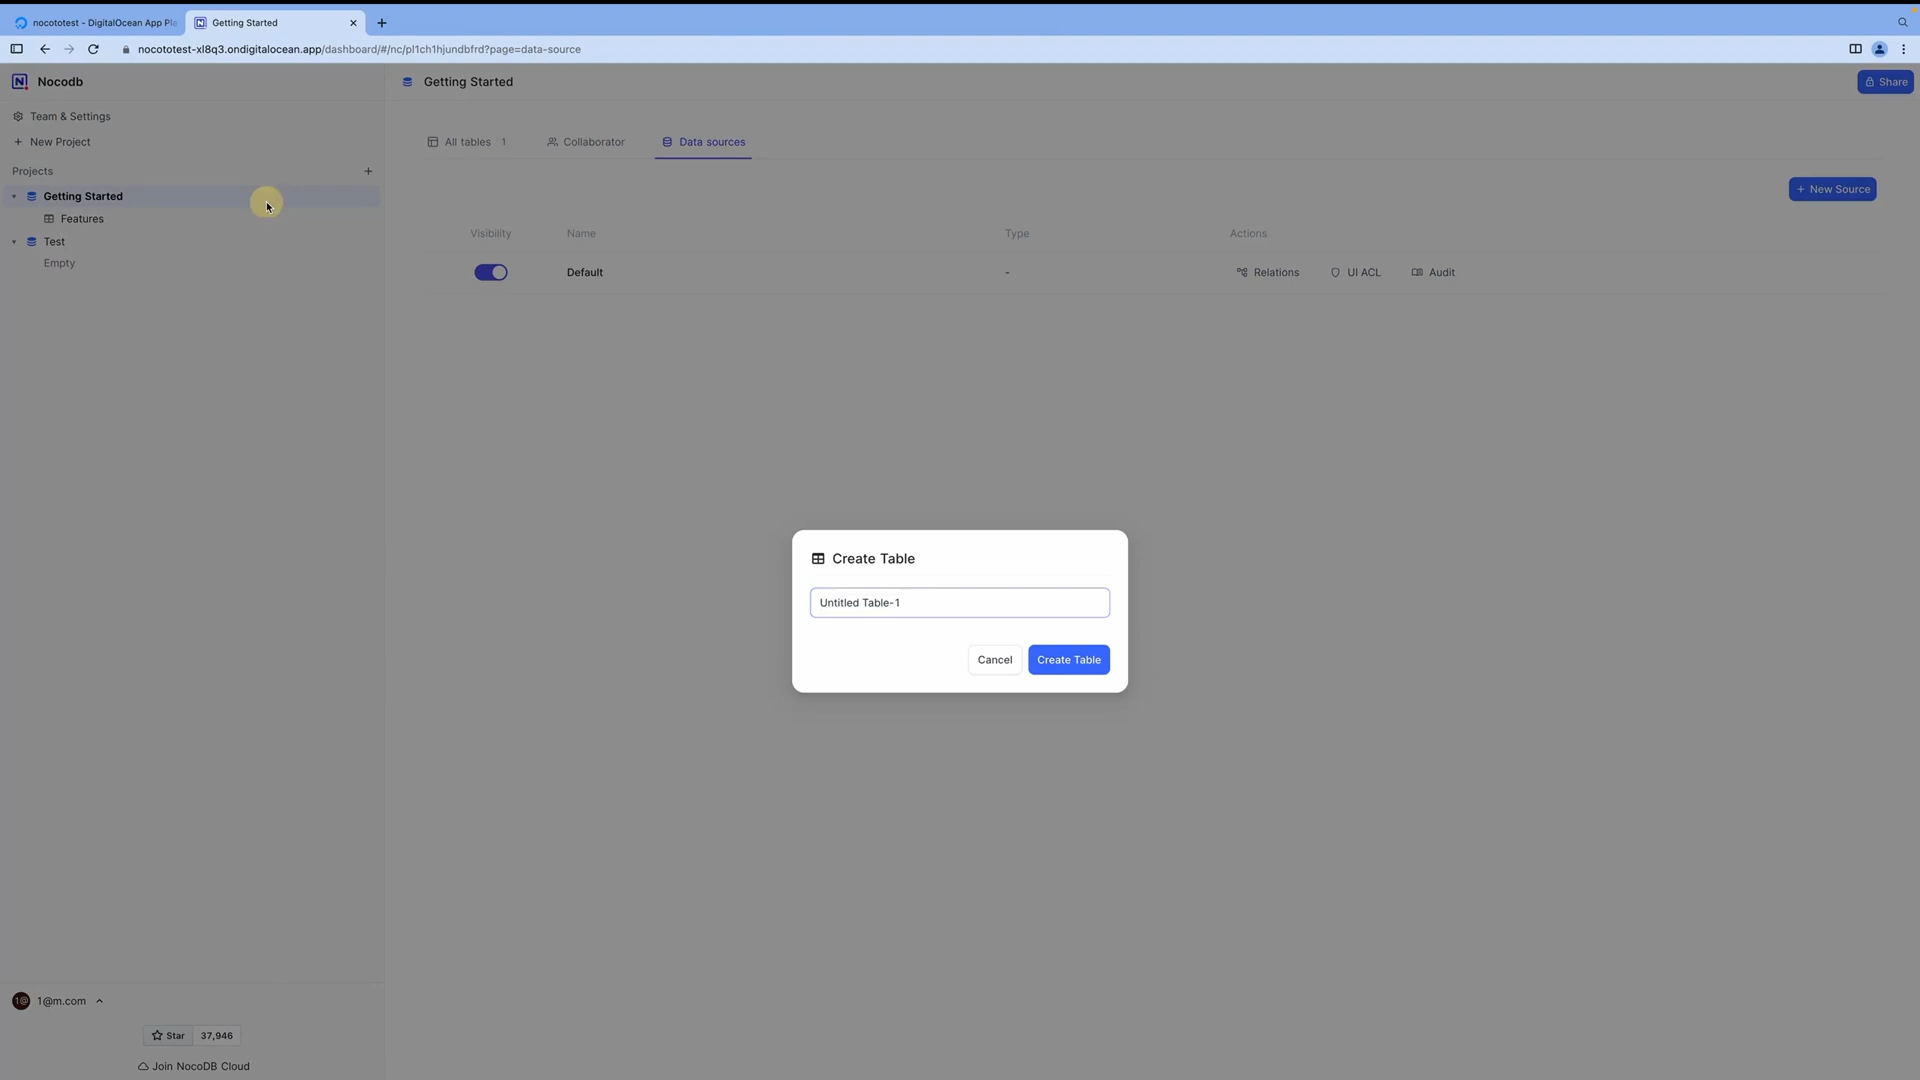 nocototest - DigitalOcean App Pla
Getting Started
nocototest-xl8q3.ondigitalocean.app/dashboard/#/nc/pl1ch1hjundbfrd?page=data-source
Nocodb
Getting Started
Share
Team & Settings
New Project
All tables 1
Collaborator
Data sources
Projects
New Source
Getting Started
Features
Test
Empty
Visibility
Name
Type
Actions
Default
-
Relations
UI ACL
Audit
Create Table
Untitled Table-1
Cancel
Create Table
1@
1@m.com
Star
37,946
Join NocoDB Cloud